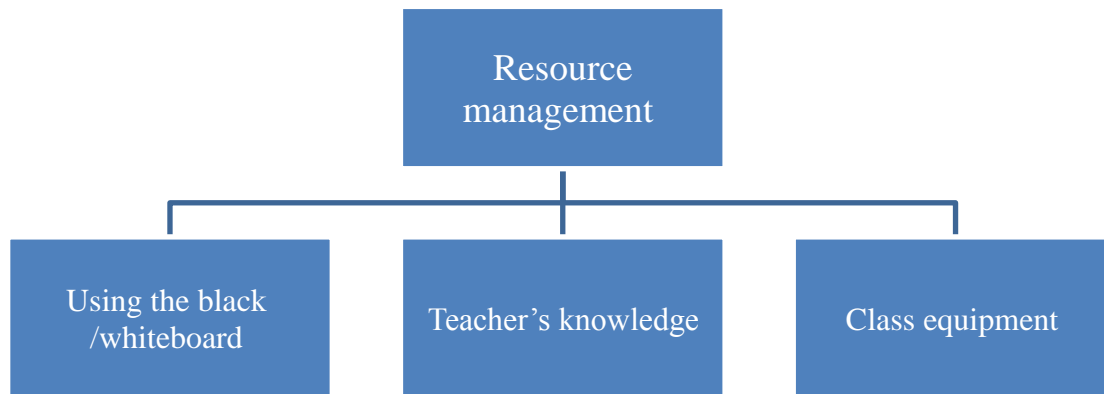 Resource
management
Using the black
/whiteboard
Teacher’s knowledge
Class equipment